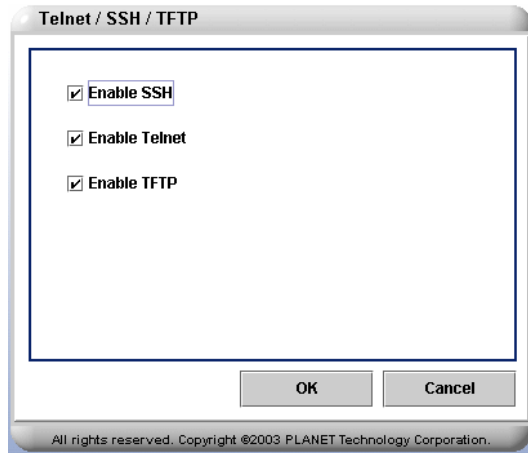 Telnet / SSH / TFTP
Enable SSH
Enable Telnet
Enable TFTP
OK
Cancel
All rights reserved. Copyright ©2003 PLANET Technology Corporation.